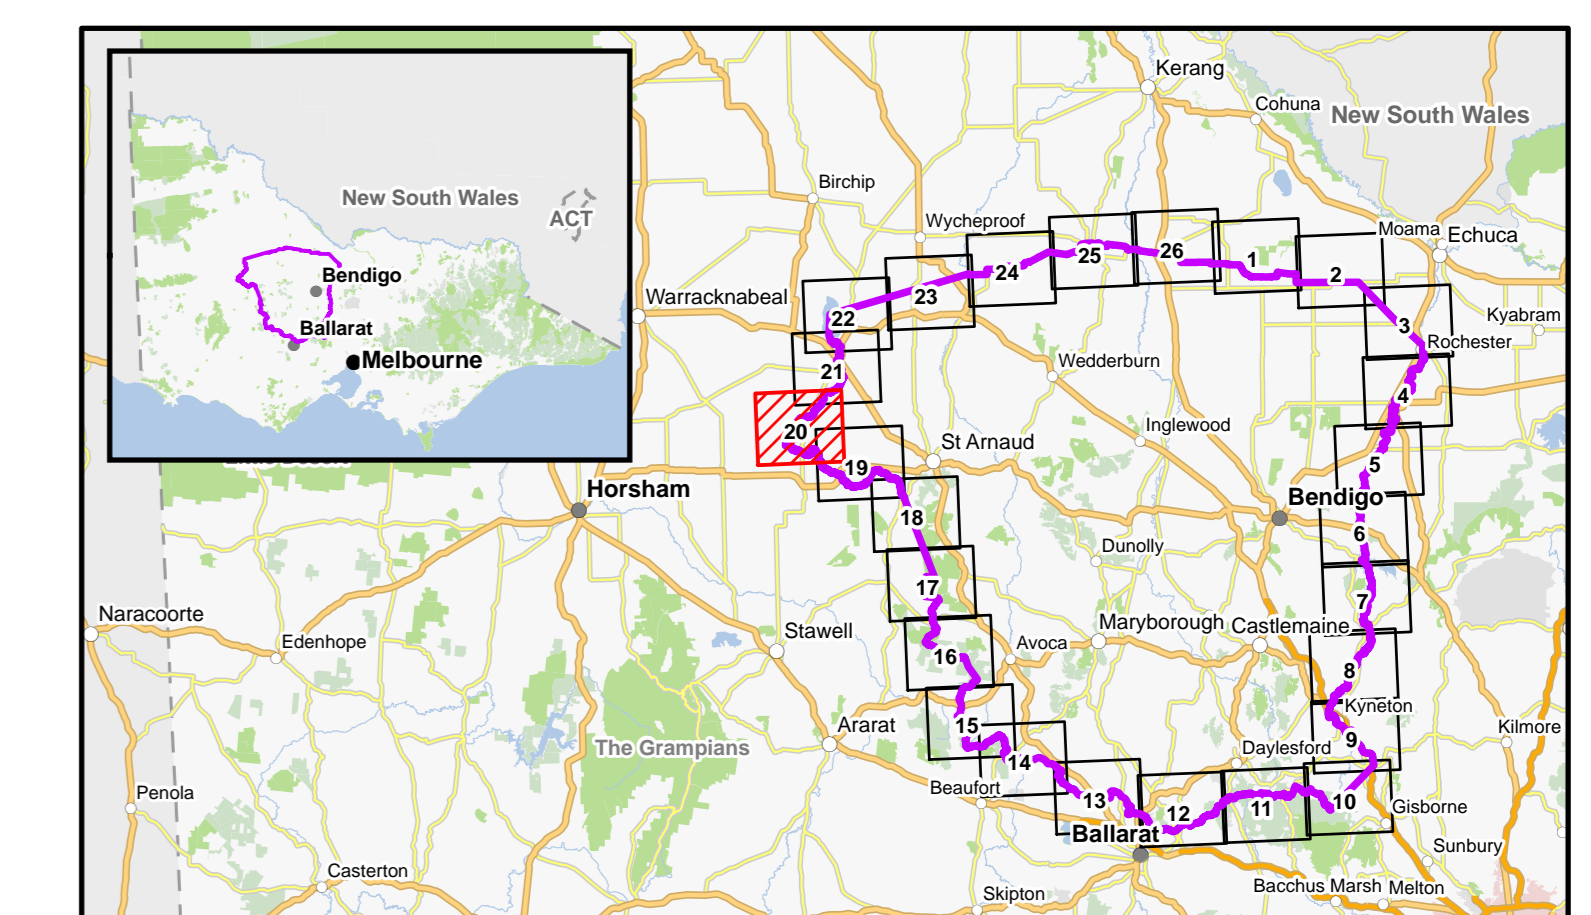 Kerang
Cohuna
New South Wales
Birchip
Wycheproof
Moama
Echuca
New South Wales
ACT
Bendigo
Ballarat
Melbourne
Warracknabeal
22
23
24
25
26
1
2
3
Kyabram
Rochester
Wedderburn
21
4
20
Inglewood
St Arnaud
19
5
Horsham
Bendigo
18
6
Dunolly
17
7
Naracoorte
Edenhope
Stawell
Maryborough
Castlemaine
Avoca
16
8
Kyneton
Ararat
15
The Grampians
9
Kilmore
Daylesford
14
Beaufort
Penola
13
12
11
10
Gisborne
Ballarat
Sunbury
Casterton
Skipton
Bacchus Marsh
Melton